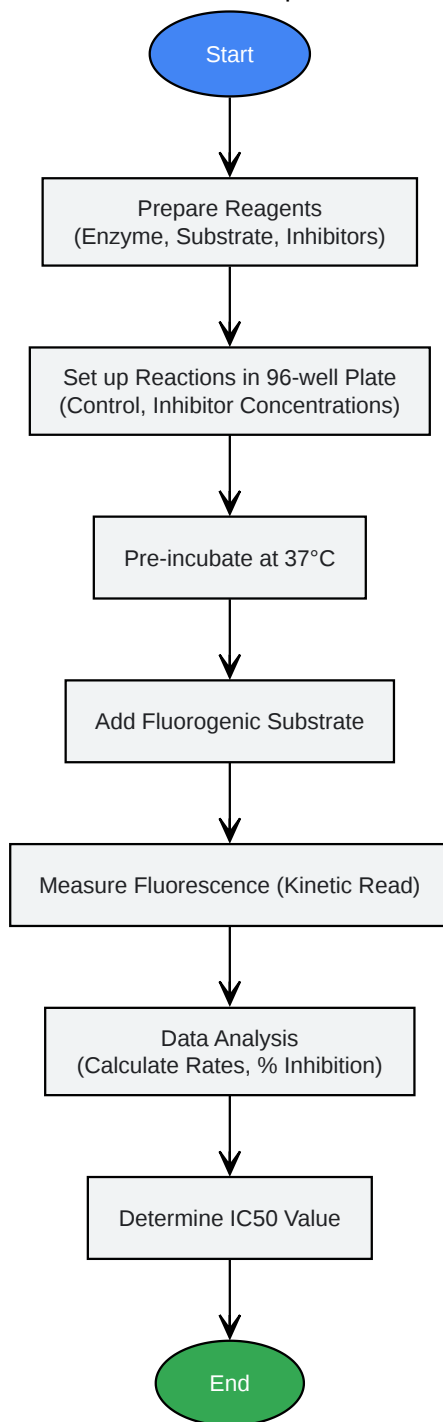 Start
Prepare Reagents
(Enzyme, Substrate, Inhibitors)
Set up Reactions in 96-well Plate
(Control, Inhibitor Concentrations)
Pre-incubate at 37°C
Add Fluorogenic Substrate
Measure Fluorescence (Kinetic Read)
Data Analysis
(Calculate Rates, % Inhibition)
Determine IC50 Value
End